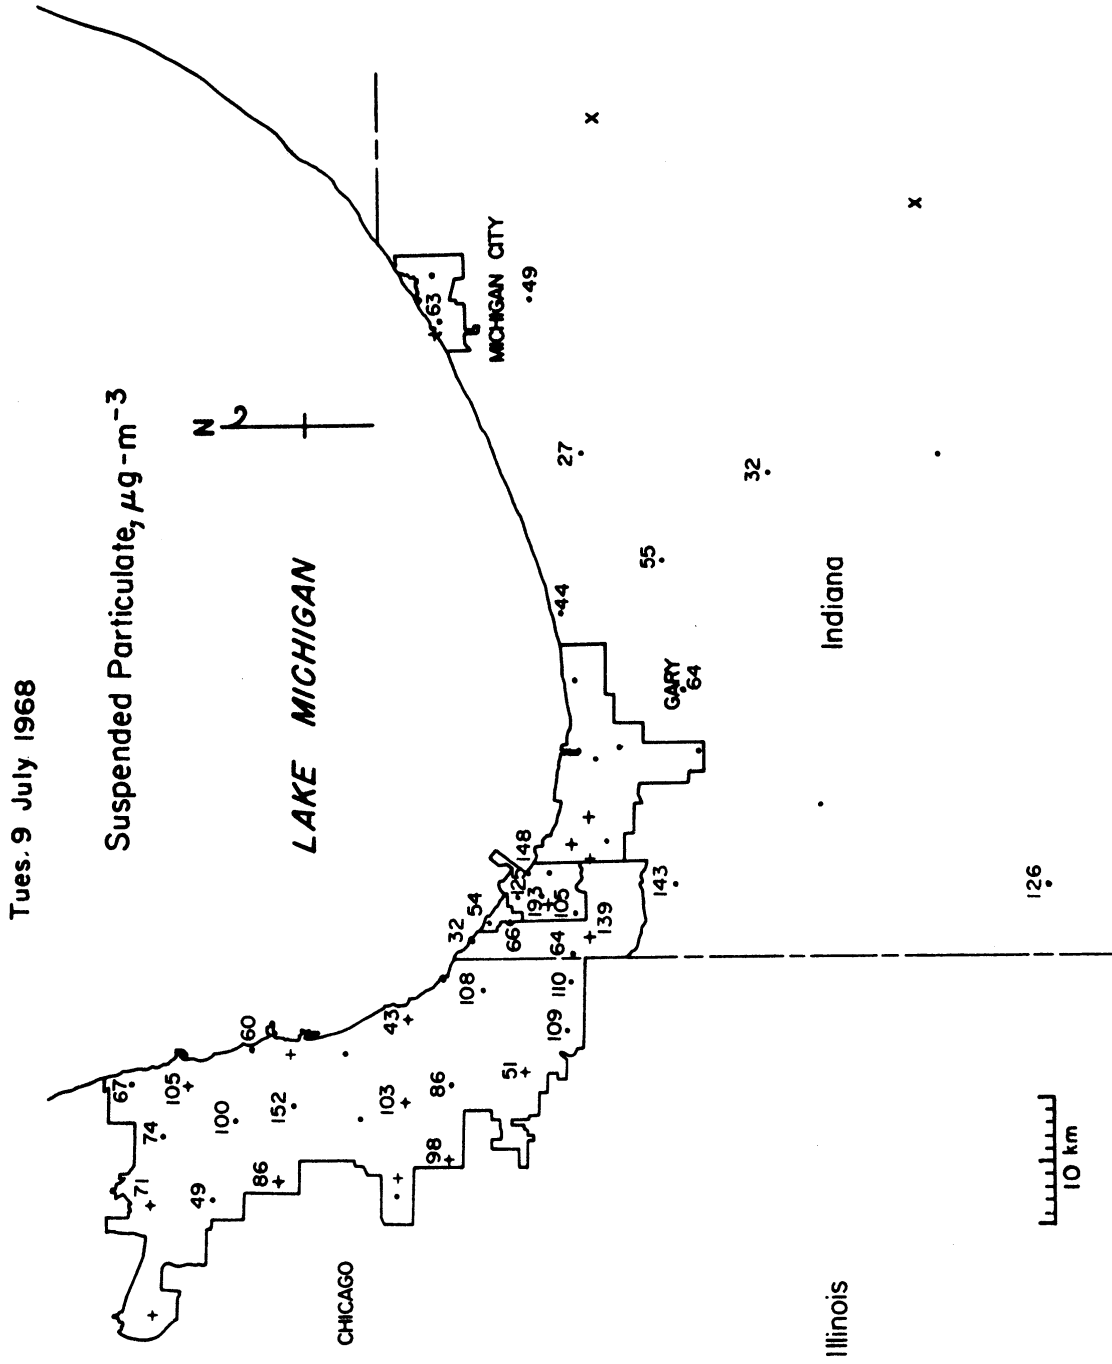 Tues. 9 July 1968
Suspended Particulate, μg-m⁻³
LAKE MICHIGAN
N
67
74
71
105
60
100
49
152
86
43
103
86
98
51
108
109
110
32
54
66
64
125
193
105
139
148
143
126
GARY
64
44
55
27
32
63
MICHIGAN CITY
49
x
x
CHICAGO
Illinois
Indiana
10 km